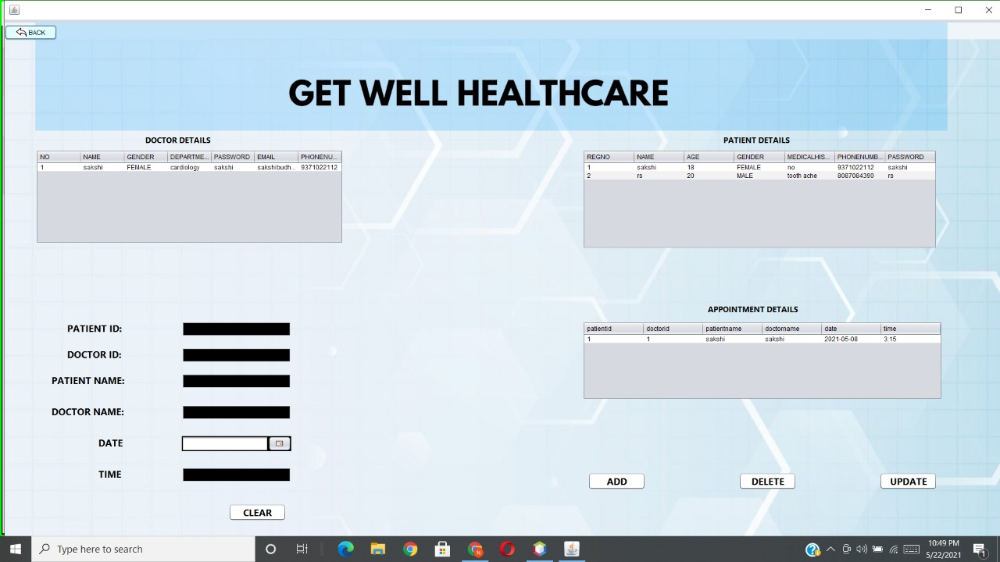 BACK
GET WELL HEALTHCARE
DOCTOR DETAILS
NO NAME GENDER DEPARTME... PASSWORD EMAIL PHONENU...
1 sakshi FEMALE cardiology sakshi sakshibudh... 9371022112
PATIENT DETAILS
REGNO NAME AGE GENDER MEDICALHIS... PHONENUMB... PASSWORD
1 sakshi 18 FEMALE no 9371022112 sakshi
2 rs 20 MALE tooth ache 8087084390 rs
APPOINTMENT DETAILS
patientid doctorid patientname doctorname date time
1 1 sakshi sakshi 2021-05-08 3:15
PATIENT ID:
DOCTOR ID:
PATIENT NAME:
DOCTOR NAME:
DATE
TIME
CLEAR
ADD DELETE UPDATE
Type here to search
10:49 PM
5/22/2021
1